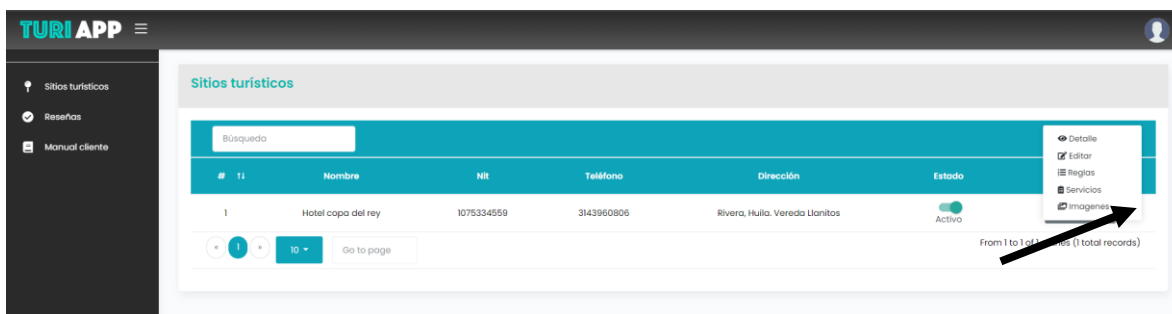 TURI APP
Sitios turísticos
Reseñas
Manual cliente
Sitios turísticos
Búsqueda
# Nombre Nit Teléfono Dirección Estado
1 Hotel copa del rey 1075334559 3143960806 Rivera, Huila. Vereda Llanitos Activo
Detalle
Editar
Reglas
Servicios
Imagenes
« 1 » 10 Go to page
From 1 to 1 of (1 total records)